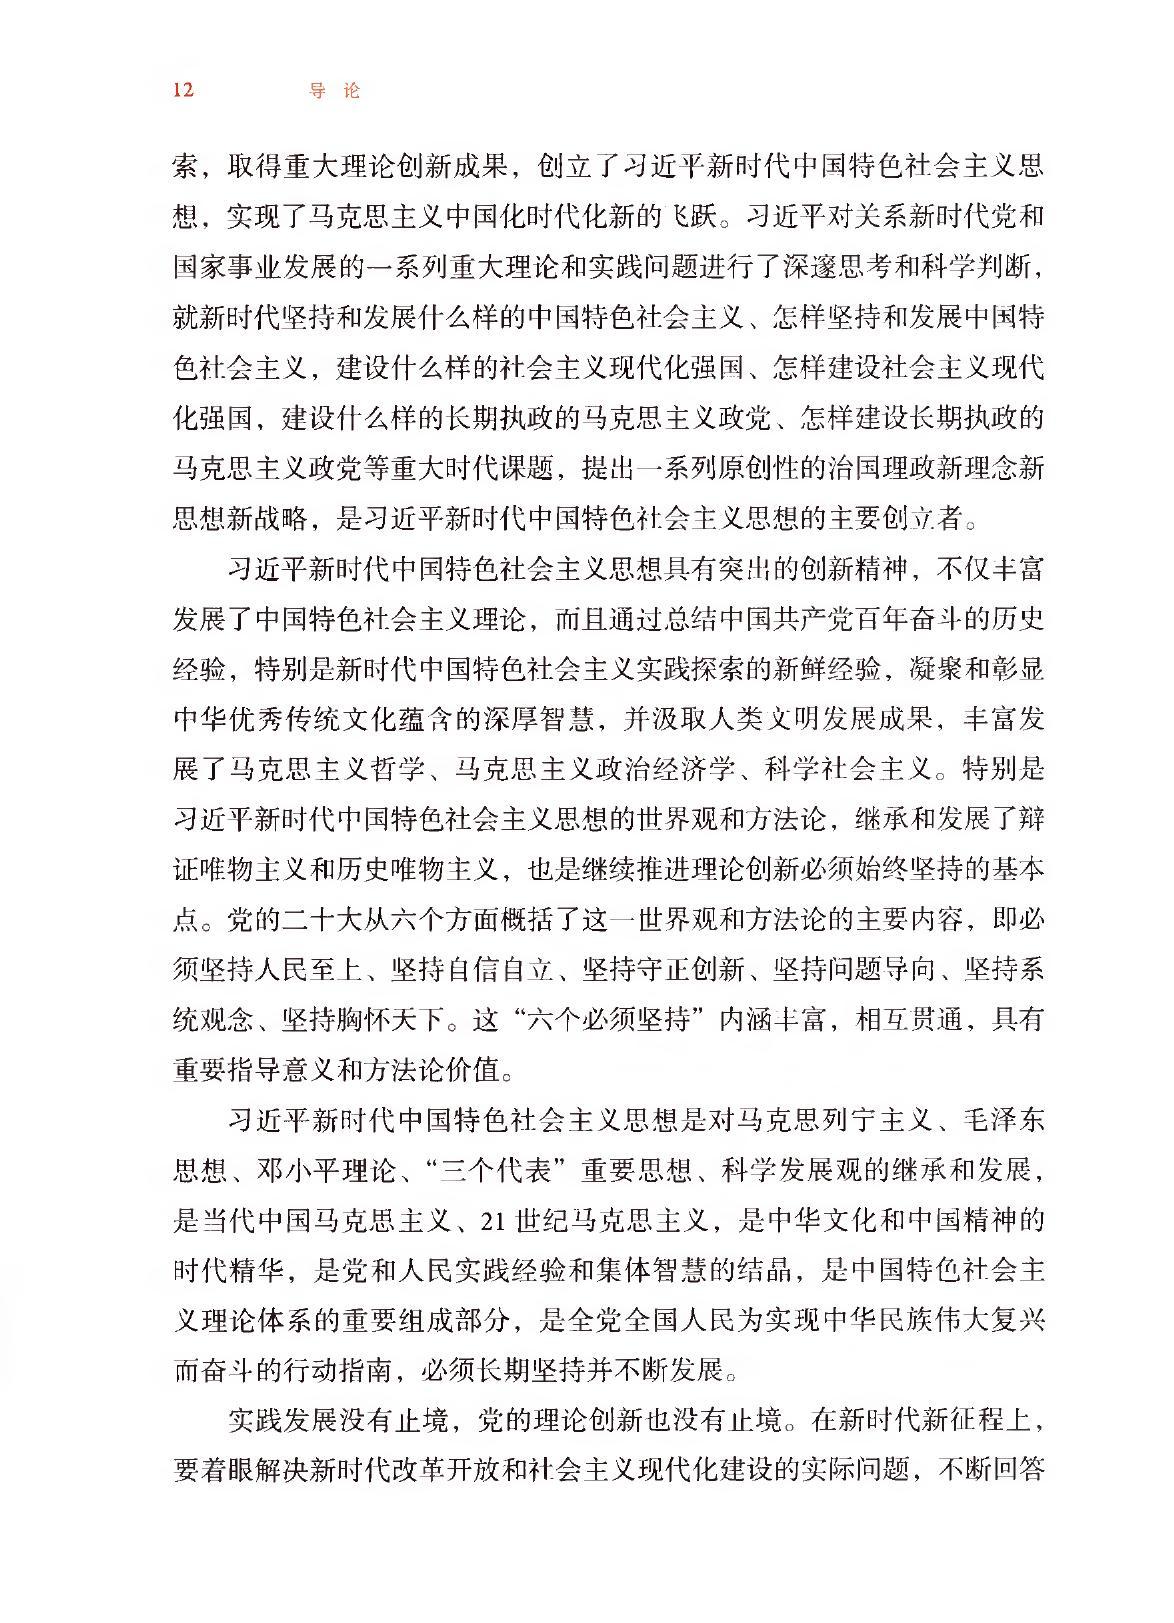 12 导 论
索，取得重大理论创新成果，创立了习近平新时代中国特色社会主义思
想，实现了马克思主义中国化时代化新的飞跃。习近平对关系新时代党和
国家事业发展的一系列重大理论和实践问题进行了深邃思考和科学判断，
就新时代坚持和发展什么样的中国特色社会主义、怎样坚持和发展中国特
色社会主义，建设什么样的社会主义现代化强国、怎样建设社会主义现代
化强国，建设什么样的长期执政的马克思主义政党、怎样建设长期执政的
马克思主义政党等重大时代课题，提出一系列原创性的治国理政新理念新
思想新战略，是习近平新时代中国特色社会主义思想的主要创立者。
习近平新时代中国特色社会主义思想具有突出的创新精神，不仅丰富
发展了中国特色社会主义理论，而且通过总结中国共产党百年奋斗的历史
经验，特别是新时代中国特色社会主义实践探索的新鲜经验，凝聚和彰显
中华优秀传统文化蕴含的深厚智慧，并汲取人类文明发展成果，丰富发
展了马克思主义哲学、马克思主义政治经济学、科学社会主义。特别是
习近平新时代中国特色社会主义思想的世界观和方法论，继承和发展了辩
证唯物主义和历史唯物主义，也是继续推进理论创新必须始终坚持的基本
点。党的二十大从六个方面概括了这一世界观和方法论的主要内容，即必
须坚持人民至上、坚持自信自立、坚持守正创新、坚持问题导向、坚持系
统观念、坚持胸怀天下。这“六个必须坚持”内涵丰富，相互贯通，具有
重要指导意义和方法论价值。
习近平新时代中国特色社会主义思想是对马克思列宁主义、毛泽东
思想、邓小平理论、“三个代表”重要思想、科学发展观的继承和发展，
是当代中国马克思主义、21 世纪马克思主义，是中华文化和中国精神的
时代精华，是党和人民实践经验和集体智慧的结晶，是中国特色社会主
义理论体系的重要组成部分，是全党全国人民为实现中华民族伟大复兴
而奋斗的行动指南，必须长期坚持并不断发展。
实践发展没有止境，党的理论创新也没有止境。在新时代新征程上，
要着眼解决新时代改革开放和社会主义现代化建设的实际问题，不断回答